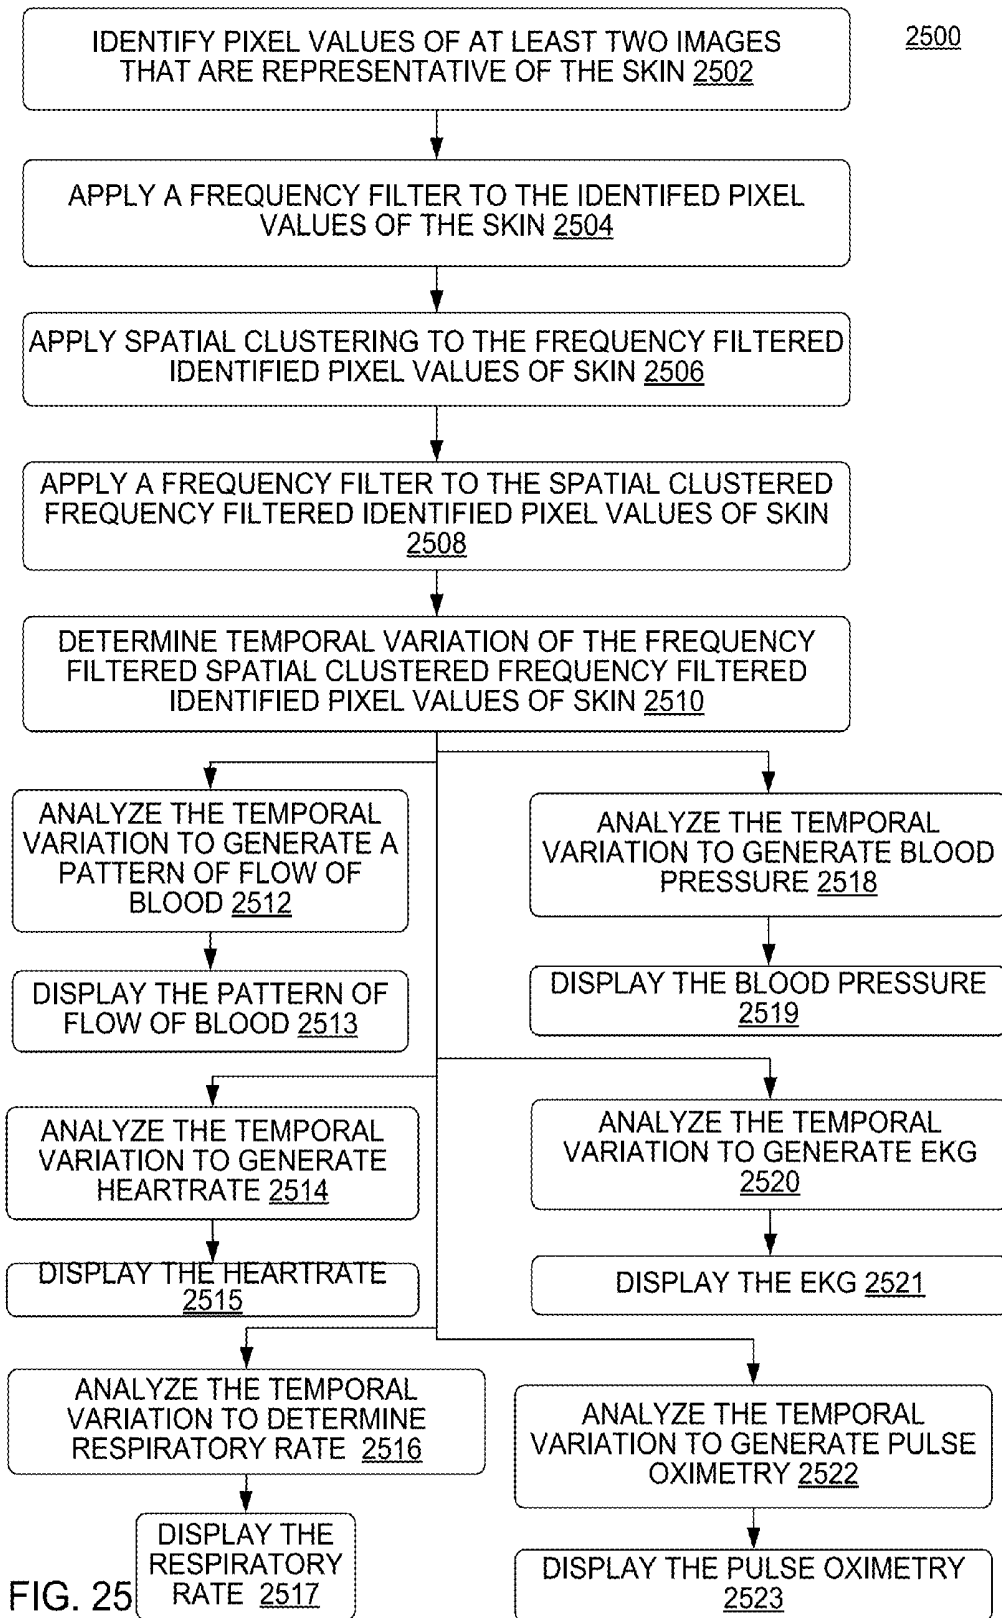 2500
IDENTIFY PIXEL VALUES OF AT LEAST TWO IMAGES
THAT ARE REPRESENTATIVE OF THE SKIN 2502
APPLY A FREQUENCY FILTER TO THE IDENTIFED PIXEL
VALUES OF THE SKIN 2504
APPLY SPATIAL CLUSTERING TO THE FREQUENCY FILTERED
IDENTIFIED PIXEL VALUES OF SKIN 2506
APPLY A FREQUENCY FILTER TO THE SPATIAL CLUSTERED
FREQUENCY FILTERED IDENTIFIED PIXEL VALUES OF SKIN
2508
DETERMINE TEMPORAL VARIATION OF THE FREQUENCY
FILTERED SPATIAL CLUSTERED FREQUENCY FILTERED
IDENTIFIED PIXEL VALUES OF SKIN 2510
ANALYZE THE TEMPORAL
VARIATION TO GENERATE A
PATTERN OF FLOW OF
BLOOD 2512
DISPLAY THE PATTERN OF
FLOW OF BLOOD 2513
ANALYZE THE TEMPORAL
VARIATION TO GENERATE BLOOD
PRESSURE 2518
DISPLAY THE BLOOD PRESSURE
2519
ANALYZE THE TEMPORAL
VARIATION TO GENERATE
HEARTRATE 2514
DISPLAY THE HEARTRATE
2515
ANALYZE THE TEMPORAL
VARIATION TO GENERATE EKG
2520
DISPLAY THE EKG 2521
ANALYZE THE TEMPORAL
VARIATION TO DETERMINE
RESPIRATORY RATE 2516
DISPLAY THE
RESPIRATORY
RATE 2517
ANALYZE THE TEMPORAL
VARIATION TO GENERATE PULSE
OXIMETRY 2522
DISPLAY THE PULSE OXIMETRY
2523
FIG. 25